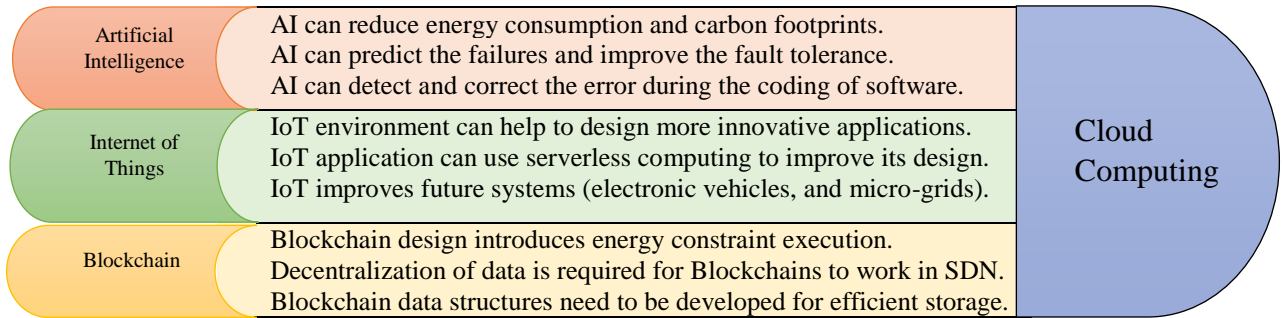 Artificial
Intelligence
AI can reduce energy consumption and carbon footprints.
AI can predict the failures and improve the fault tolerance.
AI can detect and correct the error during the coding of software.
Internet of
Things
IoT environment can help to design more innovative applications.
IoT application can use serverless computing to improve its design.
IoT improves future systems (electronic vehicles, and micro-grids).
Blockchain
Blockchain design introduces energy constraint execution.
Decentralization of data is required for Blockchains to work in SDN.
Blockchain data structures need to be developed for efficient storage.
Cloud
Computing